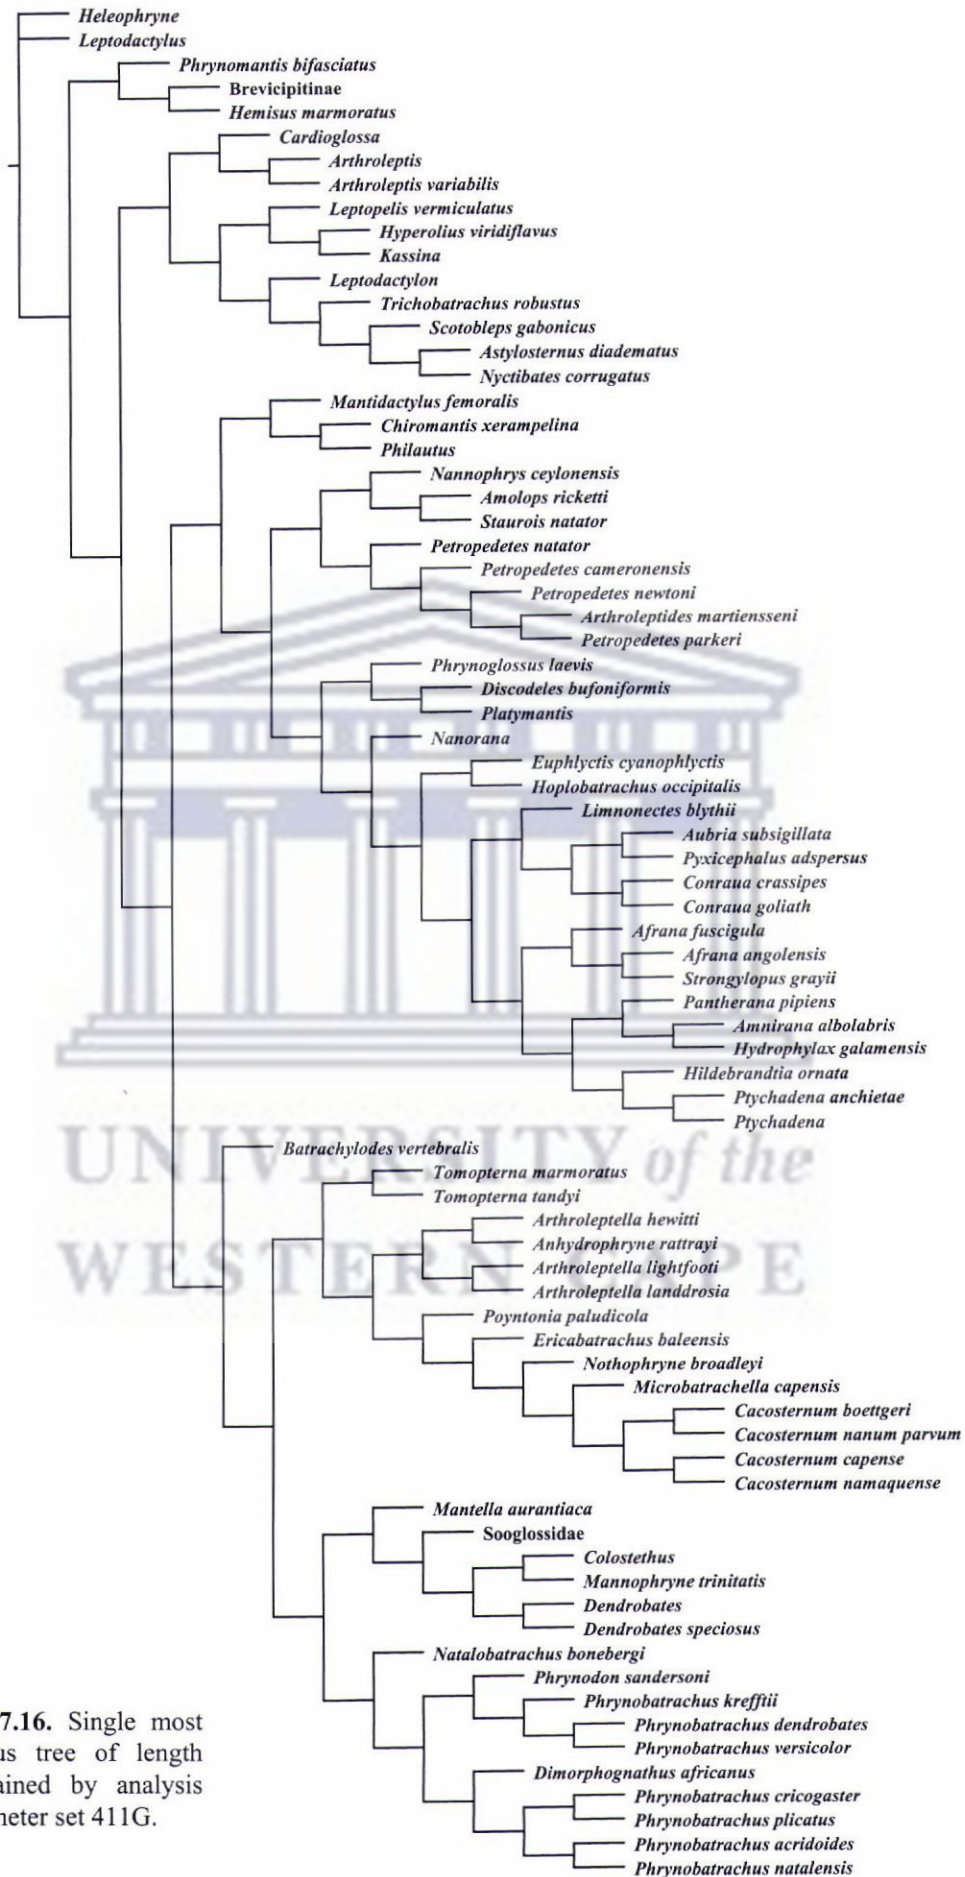 Heleophryne
Leptodactylus
Phrynomantis bifasciatus
Brevicipitinae
Hemisus marmoratus
Cardioglossa
Arthroleptis
Arthroleptis variabilis
Leptopelis vermiculatus
Hyperolius viridiflavus
Kassina
Leptodactylon
Trichobatrachus robustus
Scotobleps gabonicus
Astylosternus diadematus
Nyctibates corrugatus
Mantidactylus femoralis
Chiromantis xerampelina
Philautus
Nannophrys ceylonensis
Amolops ricketti
Staurois natator
Petropedetes natator
Petropedetes cameronensis
Petropedetes newtoni
Arthroleptides martiensseni
Petropedetes parkeri
Phrynoglossus laevis
Discodeles bufoniformis
Platymantis
Nanorana
Euphlyctis cyanophlyctis
Hoplobatrachus occipitalis
Limnonectes blythii
Aubria subsigillata
Pyxicephalus adspersus
Conraua crassipes
Conraua goliath
Afrana fuscigula
Afrana angolensis
Strongylopus grayii
Pantherana pipiens
Amnirana albolabris
Hydrophylax galamensis
Hildebrandtia ornata
Ptychadena anchietae
Ptychadena
UNIVERSITY of the
Batrachylodes vertebralis
Tomopterna marmoratus
Tomopterna tandyi
Arthroleptella hewitti
Anhydrophryne rattrayi
WESTERN CAPE
Arthroleptella lightfooti
Arthroleptella landdrosia
Poyntonia paludicola
Ericabatrachus baleensis
Nothophryne broadleyi
Microbatrachella capensis
Cacosternum boettgeri
Cacosternum nanum parvum
Cacosternum capense
Cacosternum namaquense
Mantella aurantiaca
Sooglossidae
Colostethus
Mannophryne trinitatis
Dendrobates
Dendrobates speciosus
Natalobatrachus bonebergi
Phrynodon sandersoni
Phrynobatrachus krefftii
Phrynobatrachus dendrobates
Phrynobatrachus versicolor
Dimorphognathus africanus
Phrynobatrachus cricogaster
Phrynobatrachus plicatus
Phrynobatrachus acridoides
Phrynobatrachus natalensis
7.16. Single most
us tree of length
ained by analysis
neter set 411G.